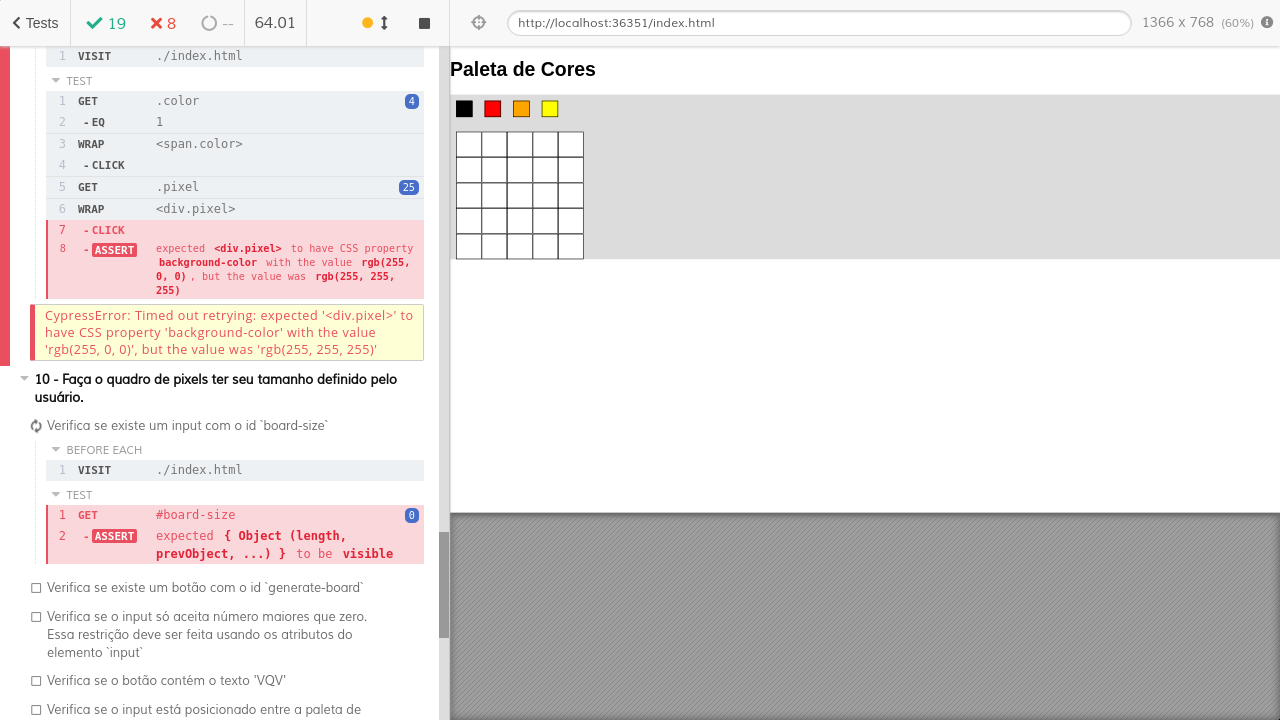 Tests 19 8 -- 64.01 http://localhost:36351/index.html 1366 x 768 (60%)
1 VISIT ./index.html
TEST
1 GET .color 4
2 - EQ 1
3 WRAP <span.color>
4 - CLICK
5 GET .pixel 25
6 WRAP <div.pixel>
7 - CLICK
8 - ASSERT expected <div.pixel> to have CSS property
background-color with the value rgb(255,
0, 0) , but the value was rgb(255, 255,
255)
CypressError: Timed out retrying: expected '<div.pixel>' to
have CSS property 'background-color' with the value
'rgb(255, 0, 0)', but the value was 'rgb(255, 255, 255)'
10 - Faça o quadro de pixels ter seu tamanho definido pelo
usuário.
Verifica se existe um input com o id `board-size`
BEFORE EACH
1 VISIT ./index.html
TEST
1 GET #board-size 0
2 - ASSERT expected { Object (length,
prevObject, ...) } to be visible
Verifica se existe um botão com o id `generate-board`
Verifica se o input só aceita número maiores que zero.
Essa restrição deve ser feita usando os atributos do
elemento `input`
Verifica se o botão contém o texto 'VQV'
Verifica se o input está posicionado entre a paleta de
Paleta de Cores